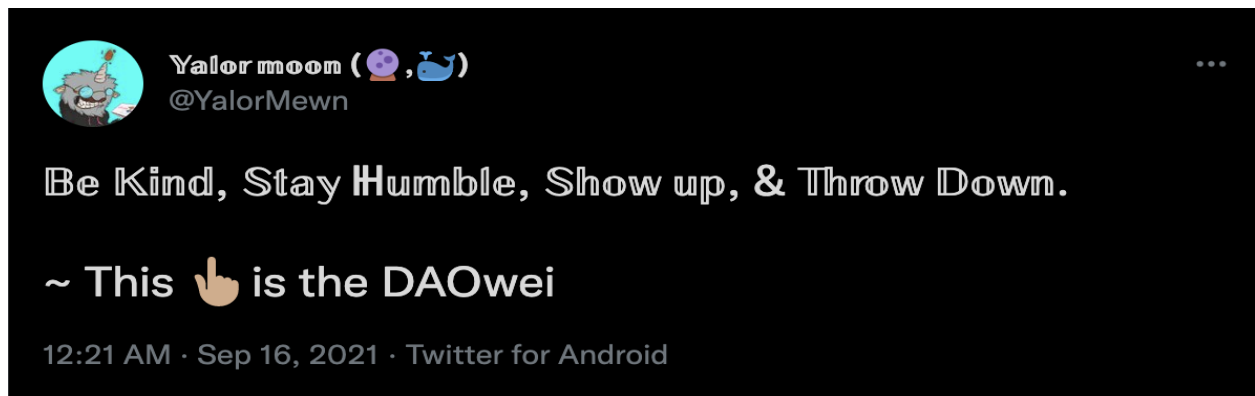 𝕐𝕒𝕝𝕠𝕣 𝕞𝕠𝕠𝕟 (🔮,🐳)
@YalorMewn
𝔹𝕖 𝕂𝕚𝕟𝕕, 𝕊𝕥𝕒𝕪 ℍ𝕦𝕞𝕓𝕝𝕖, 𝕊𝕙𝕠𝕨 𝕦𝕡, & 𝕋𝕙𝕣𝕠𝕨 𝔻𝕠𝕨𝕟.
~ This 👆🏼 is the DAOwei
12:21 AM · Sep 16, 2021 · Twitter for Android